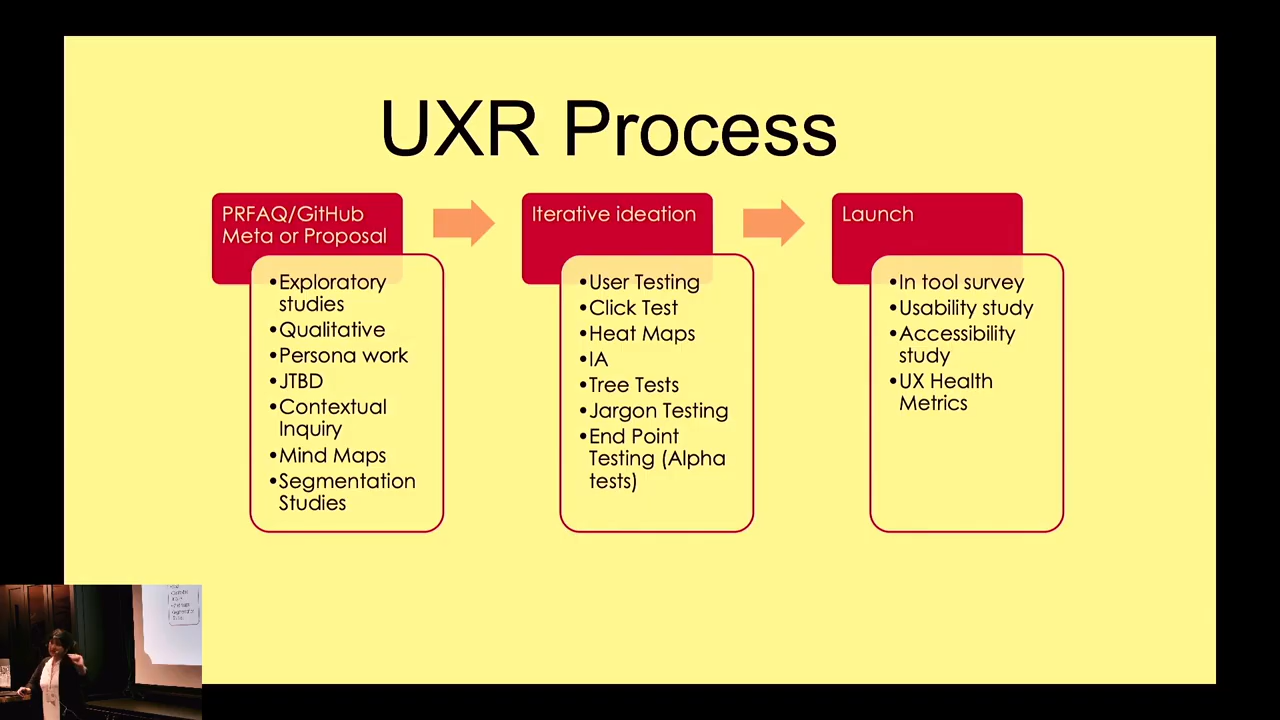 UXR Process
PRFAQ/GitHub
Meta or Proposal
•Exploratory
studies
•Qualitative
•Persona work
•JTBD
•Contextual
Inquiry
•Mind Maps
•Segmentation
Studies
Iterative ideation
•User Testing
•Click Test
•Heat Maps
•IA
•Tree Tests
•Jargon Testing
•End Point
Testing (Alpha
tests)
Launch
•In tool survey
•Usability study
•Accessibility
study
•UX Health
Metrics